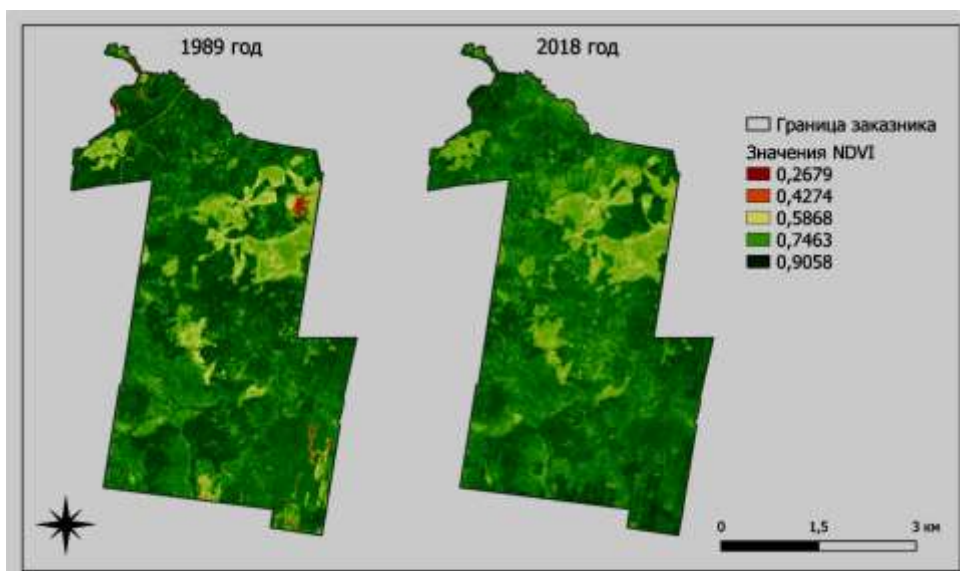 1989 год
2018 год
Граница заказника
Значения NDVI
0,2679
0,4274
0,5868
0,7463
0,9058
0 1,5 3 км